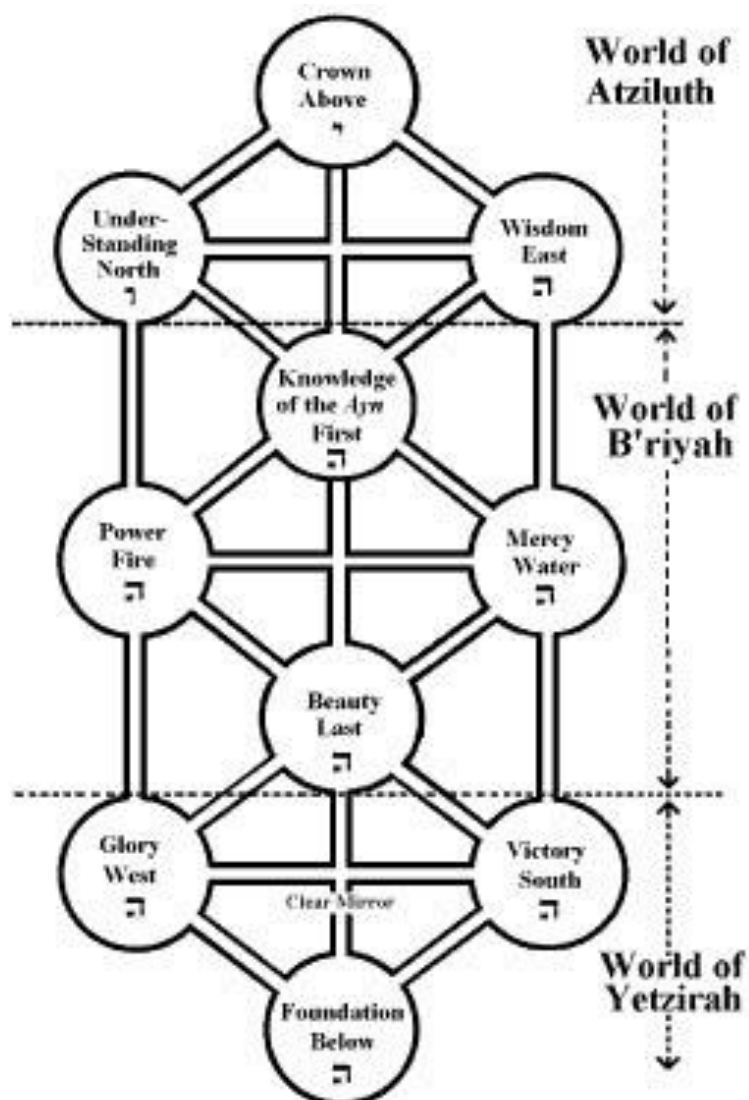 Crown
Above
י
World of
Atziluth
Under-
Standing
North
ו
Wisdom
East
ה
Knowledge
of the Ayn
First
ה
World of
B'riyah
Power
Fire
ה
Mercy
Water
ה
Beauty
Last
ה
Glory
West
ה
Victory
South
ה
Clear Mirror
World of
Yetzirah
Foundation
Below
ה